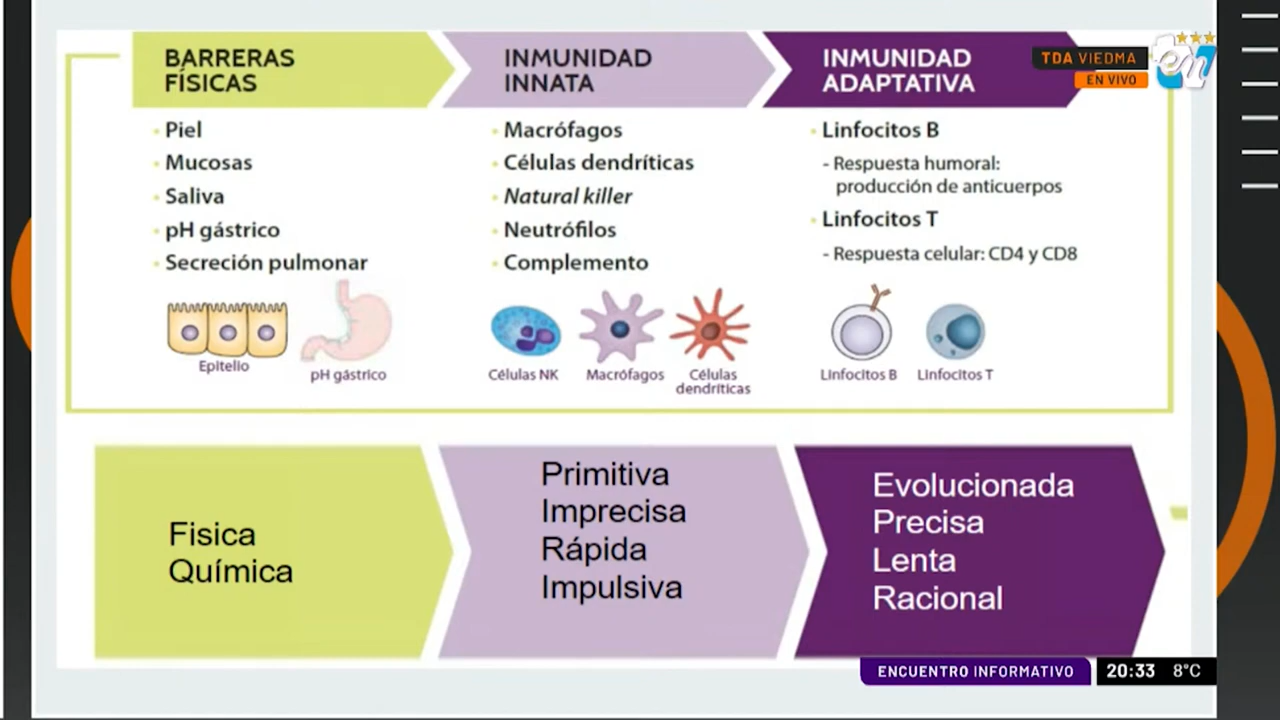 BARRERAS
FÍSICAS
• Piel
• Mucosas
• Saliva
• pH gástrico
• Secreción pulmonar
Epitelio
pH gástrico
INMUNIDAD
INNATA
• Macrófagos
• Células dendríticas
• Natural killer
• Neutrófilos
• Complemento
Células NK
Macrófagos
Células
dendríticas
INMUNIDAD
ADAPTATIVA
• Linfocitos B
- Respuesta humoral:
producción de anticuerpos
• Linfocitos T
- Respuesta celular: CD4 y CD8
Linfocitos B
Linfocitos T
TDA VIEDMA
EN VIVO
em7
Fisica
Química
Primitiva
Imprecisa
Rápida
Impulsiva
Evolucionada
Precisa
Lenta
Racional
ENCUENTRO INFORMATIVO
20:33 8°C